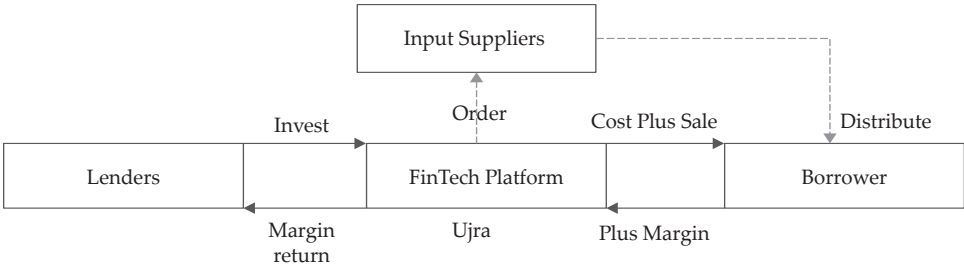 Input Suppliers
Order
Invest
Cost Plus Sale
Distribute
Lenders
FinTech Platform
Borrower
Margin
return
Ujra
Plus Margin